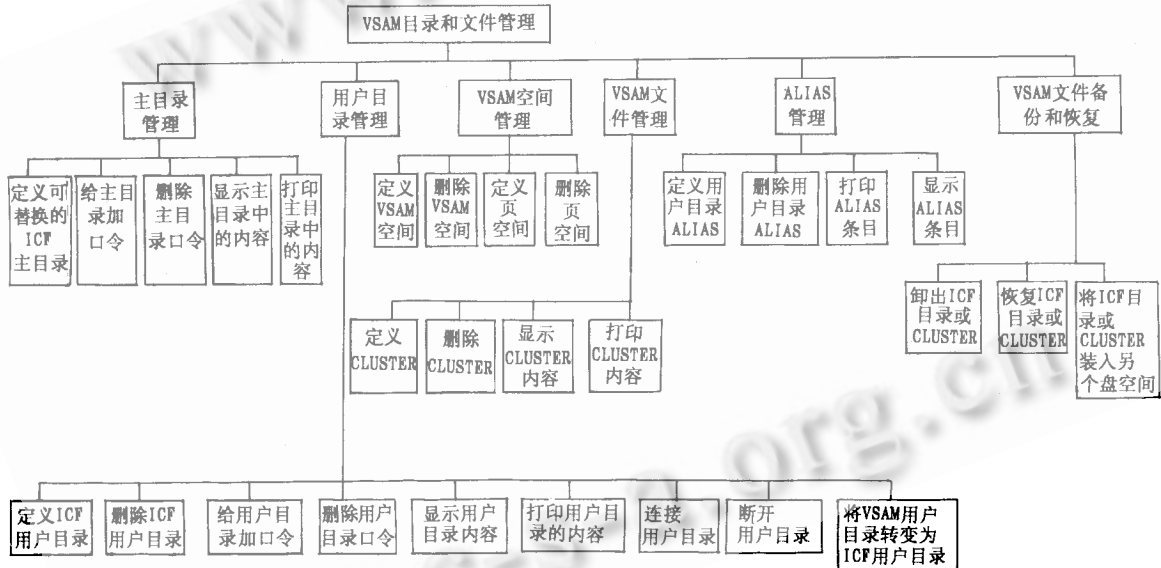 VSAM目录和文件管理
主目录
管理
用户目
录管理
VSAM空间
管理
VSAM文
件管理
ALIAS
管理
VSAM文件备
份和恢复
定义可
替换的
ICF
主目录
给主目
录加
口令
删除
主目
录口令
显示主
目录中
的内容
打印
主目
录中
的内
容
定义
VSAM
空间
删除
VSAM
空间
定义
页
空间
删除
页
空间
定义用
户目录
ALIAS
删除用
户目录
ALIAS
打印
ALIAS
条目
显示
ALIAS
条目
卸出ICF
目录或
CLUSTER
恢复ICF
目录或
CLUSTER
将ICF目
录或
CLUSTER
装入另
个盘空间
定义
CLUSTER
删除
CLUSTER
显示
CLUSTER
内容
打印
CLUSTER
内容
定义ICF
用户目录
删除ICF
用户目录
给用户目
录加口令
删除用户
目录口令
显示用户
目录内容
打印用户目
录的内容
连接
用户目录
断开
用户目录
将VSAM用户
目录转变为
ICF用户目录